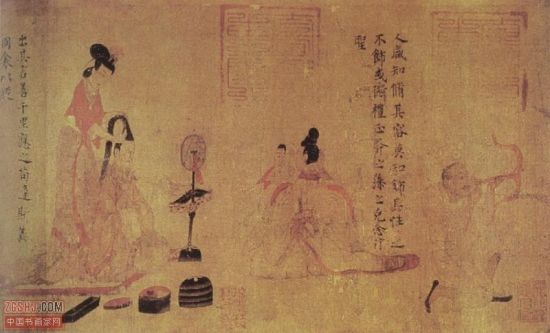 人咸知脩其容莫知飾其性性之
不飾或愆禮正斧之藻之克念作
聖
出其言善千里應之苟違斯義
同衾以疑
ZGSHJ.COM
中国书画家网